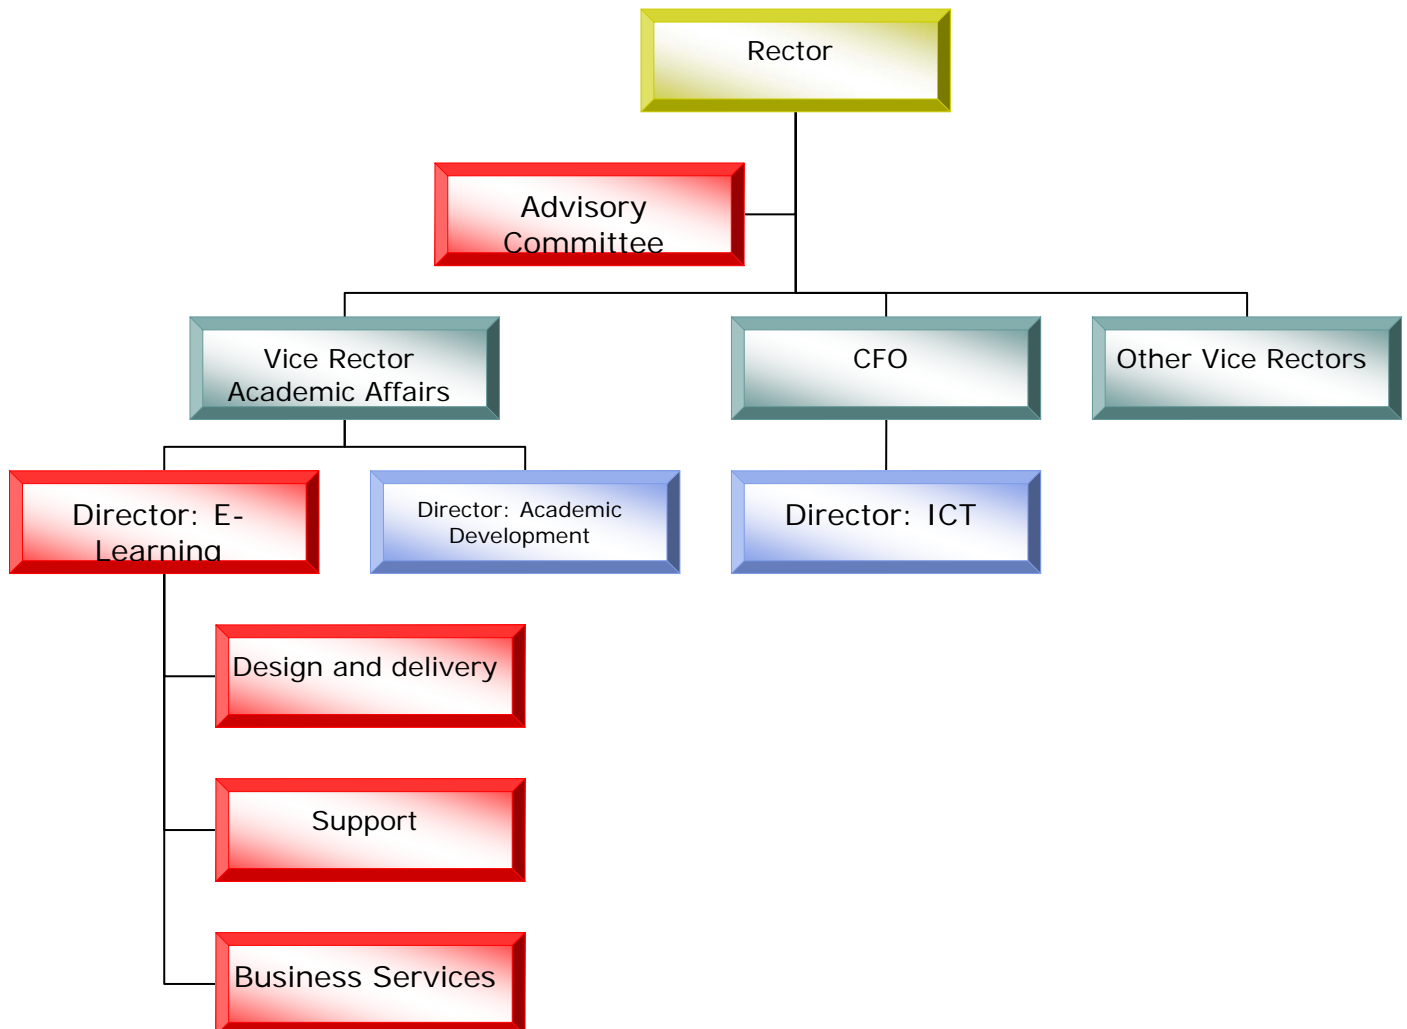 Rector
Advisory
Committee
Vice Rector
Academic Affairs
CFO
Other Vice Rectors
Director: E-
Learning
Director: Academic
Development
Director: ICT
Design and delivery
Support
Business Services